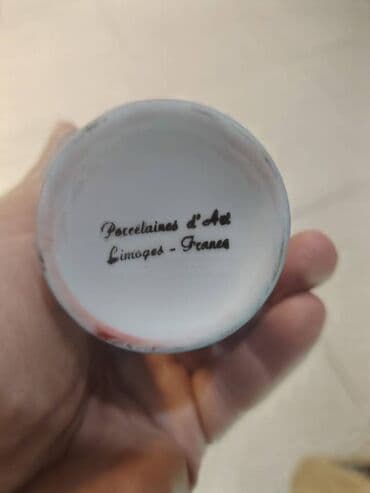 Porcelaines d'Art
Limoges - France